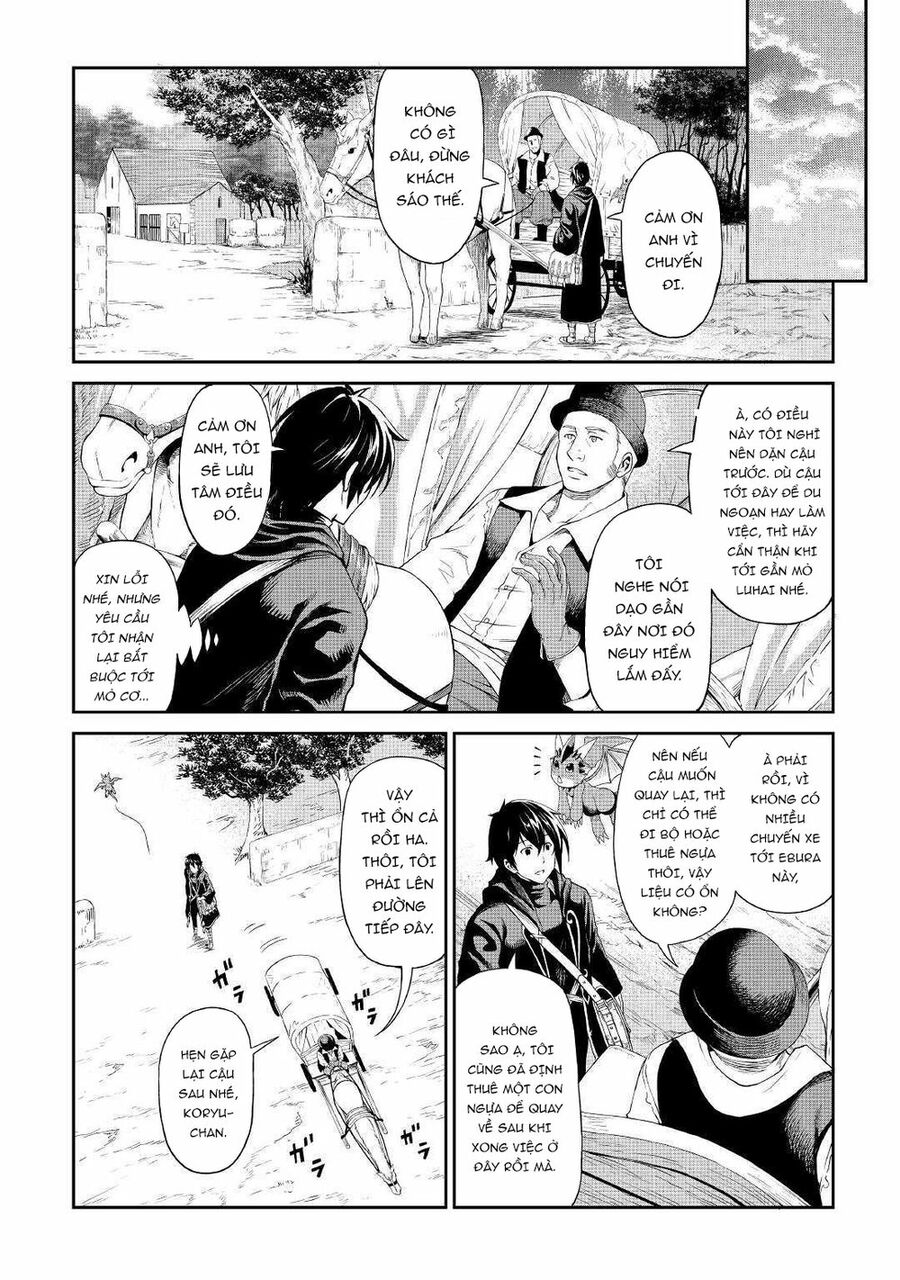 CẢM ƠN
ANH VÌ
CHUYẾN
ĐI.
KHÔNG
CÓ GÌ
ĐÂU, ĐỪNG
KHÁCH
SÁO THẾ.
À, CÓ ĐIỀU
NÀY TÔI NGHĨ
NÊN DẶN CẬU
TRƯỚC. DÙ CẬU
TỚI ĐÂY ĐỂ DU
NGOẠN HAY LÀM
VIỆC, THÌ HÃY
CẨN THẬN KHI
TỚI GẦN MỎ
LUHAI NHÉ.
TÔI
NGHE NÓI
DẠO GẦN
ĐÂY NƠI ĐÓ
NGUY HIỂM
LẮM ĐẤY.
CẢM ƠN
ANH, TÔI
SẼ LƯU
TÂM ĐIỀU
ĐÓ.
XIN LỖI
NHÉ, NHƯNG
YÊU CẦU
TÔI NHẬN
LẠI BẮT
BUỘC TỚI
MỎ CƠ...
À PHẢI
RỒI, VÌ
KHÔNG CÓ
NHIỀU
CHUYẾN XE
TỚI EBURA
NÀY,
NÊN NẾU
CẬU MUỐN
QUAY LẠI, THÌ
CHỈ CÓ THỂ
ĐI BỘ HOẶC
THUÊ NGỰA
THÔI, VẬY
LIỆU CÓ ỔN
KHÔNG?
KHÔNG
SAO Ạ, TÔI
CŨNG ĐÃ ĐỊNH
THUÊ MỘT CON
NGỰA ĐỂ QUAY
VỀ SAU KHI
XONG VIỆC Ở
ĐÂY RỒI MÀ.
VẬY
THÌ ỔN CẢ
RỒI HA.
THÔI, TÔI
PHẢI LÊN
ĐƯỜNG
TIẾP ĐÂY.
ガラ
ガラ
HẸN GẶP
LẠI CẬU
SAU NHÉ,
KORYU-
CHAN.